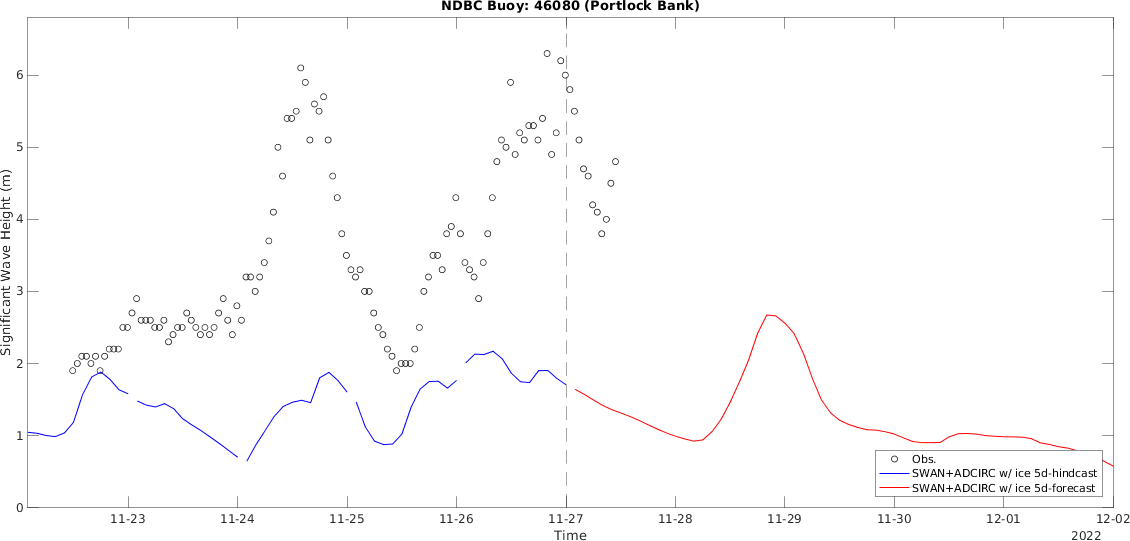 NDBC Buoy: 46080 (Portlock Bank)
Significant Wave Height (m)
6
5
4
3
2
1
0
Obs.
SWAN+ADCIRC w/ ice 5d-hindcast
SWAN+ADCIRC w/ ice 5d-forecast
11-23 11-24 11-25 11-26 11-27 11-28 11-29 11-30 12-01 12-02
Time
2022